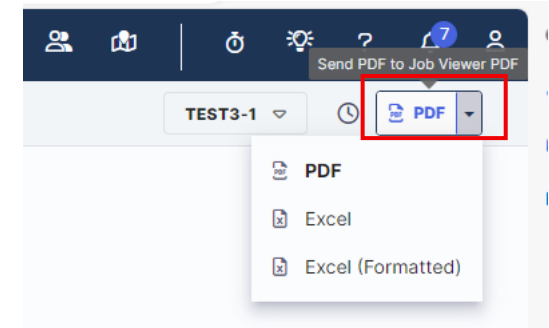 7
Send PDF to Job Viewer PDF
TEST3-1
PDF
PDF
Excel
Excel (Formatted)